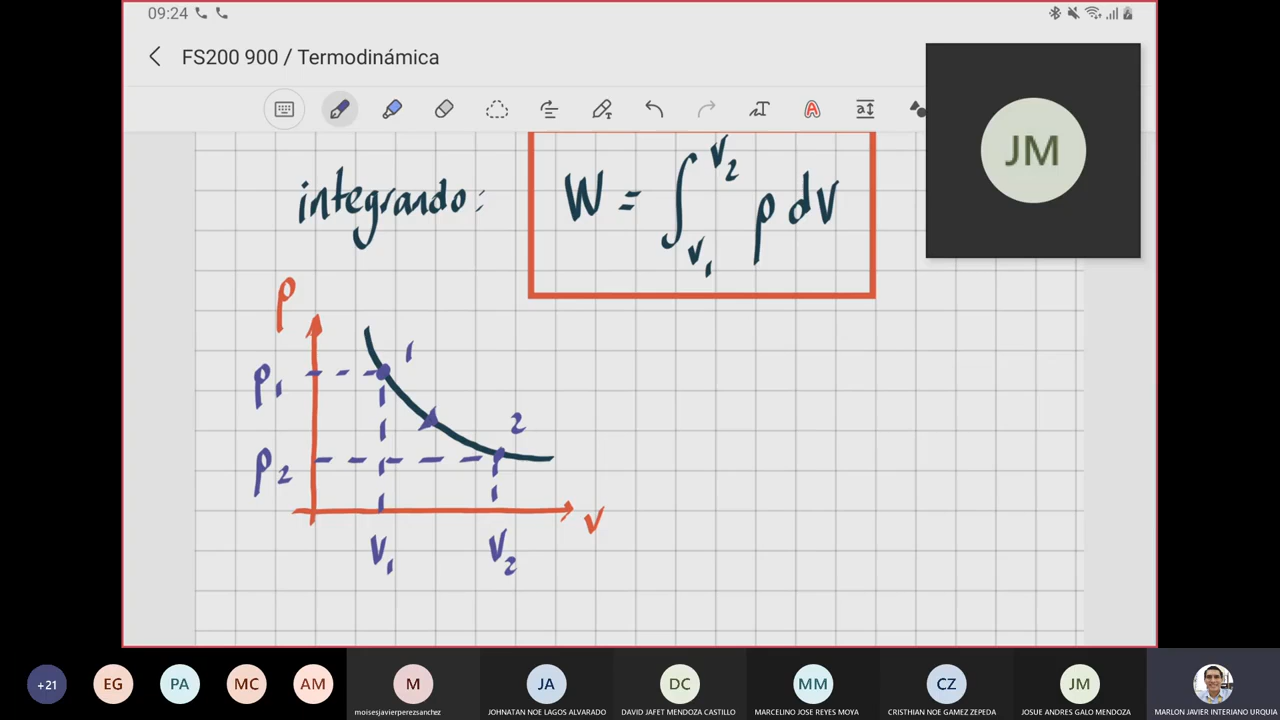 09:24
FS200 900 / Termodinámica
JM
integrando:
W = ∫_{V₁}^{V₂} p dV
p
p₁
1
2
p₂
V
V₁
V₂
+21
EG
PA
MC
AM
M
JA
DC
MM
CZ
JM
moisesjavierperezsanchez
JOHNATAN NOE LAGOS ALVARADO
DAVID JAFET MENDOZA CASTILLO
MARCELINO JOSE REYES MOYA
CRISTHIAN NOE GAMEZ ZEPEDA
JOSUE ANDRES GALO MENDOZA
MARLON JAVIER INTERIANO URQUIA